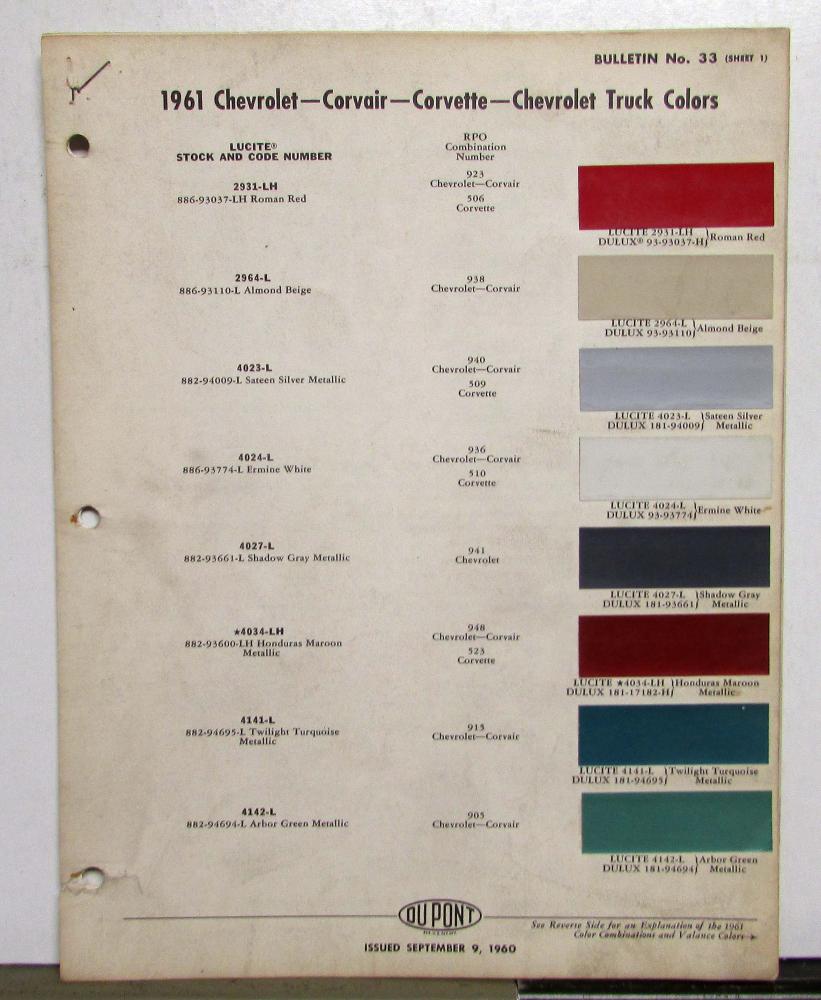 BULLETIN No. 33 (SHEET 1)
1961 Chevrolet—Corvair—Corvette—Chevrolet Truck Colors
LUCITE®
STOCK AND CODE NUMBER
RPO
Combination
Number
2931-LH
886-93037-LH Roman Red
923
Chevrolet—Corvair
506
Corvette
LUCITE 2931-LH
DULUX® 93-93037-H
Roman Red
2964-L
886-93110-L Almond Beige
938
Chevrolet—Corvair
LUCITE 2964-L
DULUX 93-93110
Almond Beige
4023-L
882-94009-L Sateen Silver Metallic
940
Chevrolet—Corvair
509
Corvette
LUCITE 4023-L
DULUX 181-94009
Sateen Silver
Metallic
4024-L
886-93774-L Ermine White
936
Chevrolet—Corvair
510
Corvette
LUCITE 4024-L
DULUX 93-93774
Ermine White
4027-L
882-93661-L Shadow Gray Metallic
941
Chevrolet
LUCITE 4027-L
DULUX 181-93661
Shadow Gray
Metallic
★4034-LH
882-93600-LH Honduras Maroon
Metallic
948
Chevrolet—Corvair
523
Corvette
LUCITE ★4034-LH
DULUX 181-17182-H
Honduras Maroon
Metallic
4141-L
882-94695-L Twilight Turquoise
Metallic
915
Chevrolet—Corvair
LUCITE 4141-L
DULUX 181-94695
Twilight Turquoise
Metallic
4142-L
882-94694-L Arbor Green Metallic
905
Chevrolet—Corvair
LUCITE 4142-L
DULUX 181-94694
Arbor Green
Metallic
DU PONT
ISSUED SEPTEMBER 9, 1960
See Reverse Side for an Explanation of the 1961
Color Combinations and Valance Colors